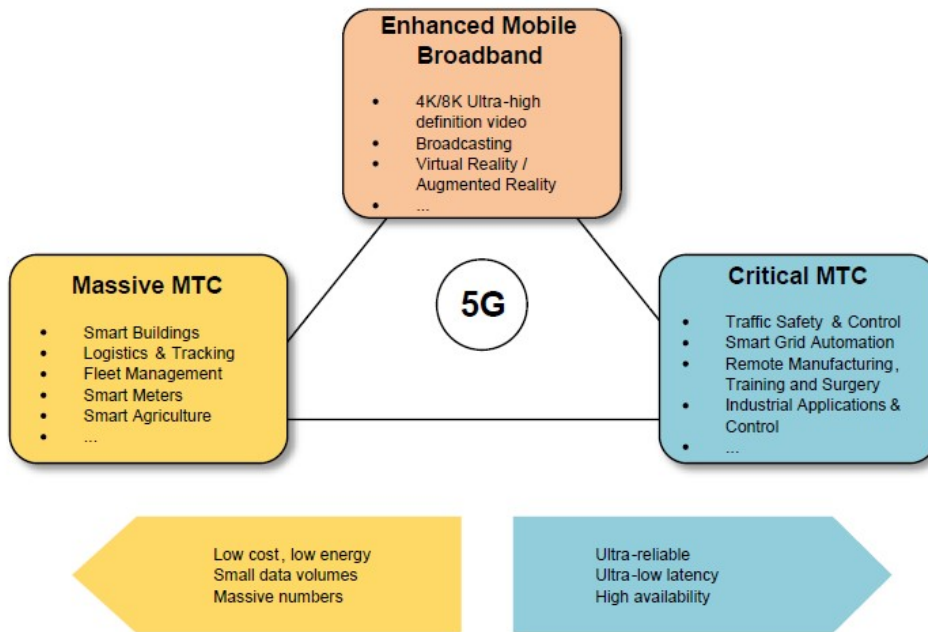 Enhanced Mobile
Broadband
• 4K/8K Ultra-high
definition video
• Broadcasting
• Virtual Reality /
Augmented Reality
• ...
Massive MTC
• Smart Buildings
• Logistics & Tracking
• Fleet Management
• Smart Meters
• Smart Agriculture
• ...
5G
Critical MTC
• Traffic Safety & Control
• Smart Grid Automation
• Remote Manufacturing,
Training and Surgery
• Industrial Applications &
Control
• ...
Low cost, low energy
Small data volumes
Massive numbers
Ultra-reliable
Ultra-low latency
High availability